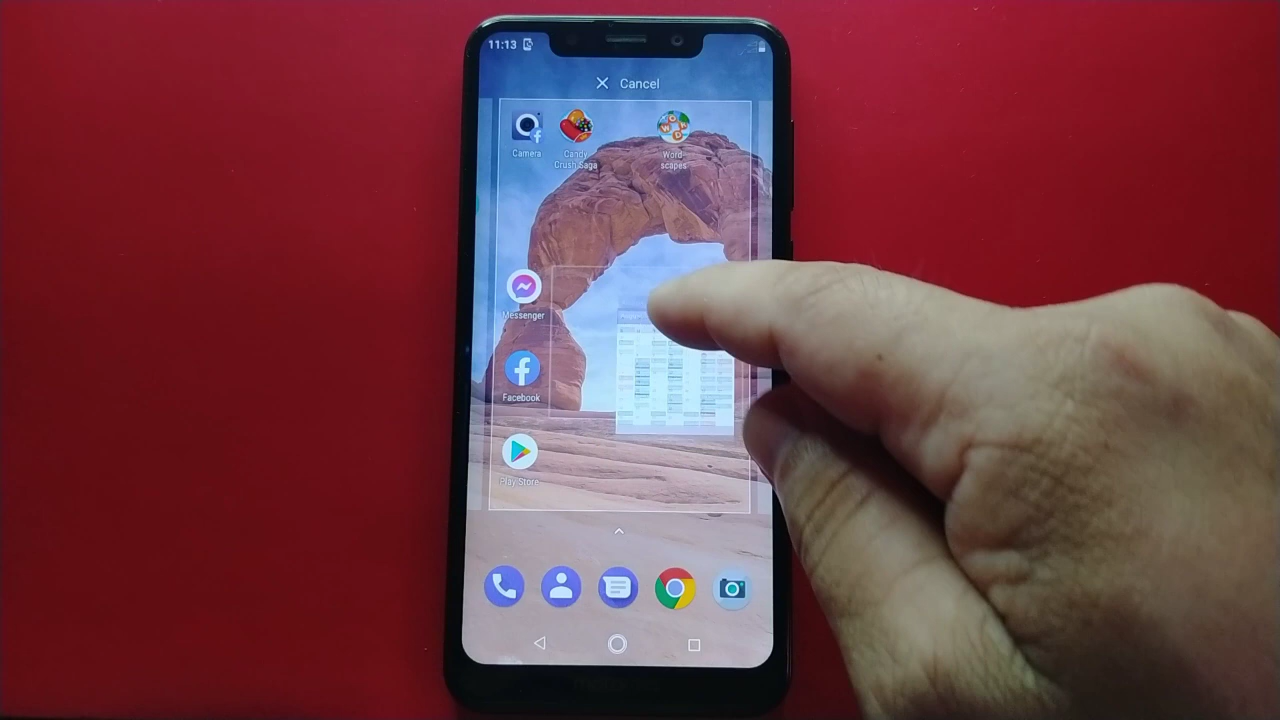 11:13
Cancel
Camera
Candy
Crush Saga
Word-
scapes
Messenger
Facebook
Play Store